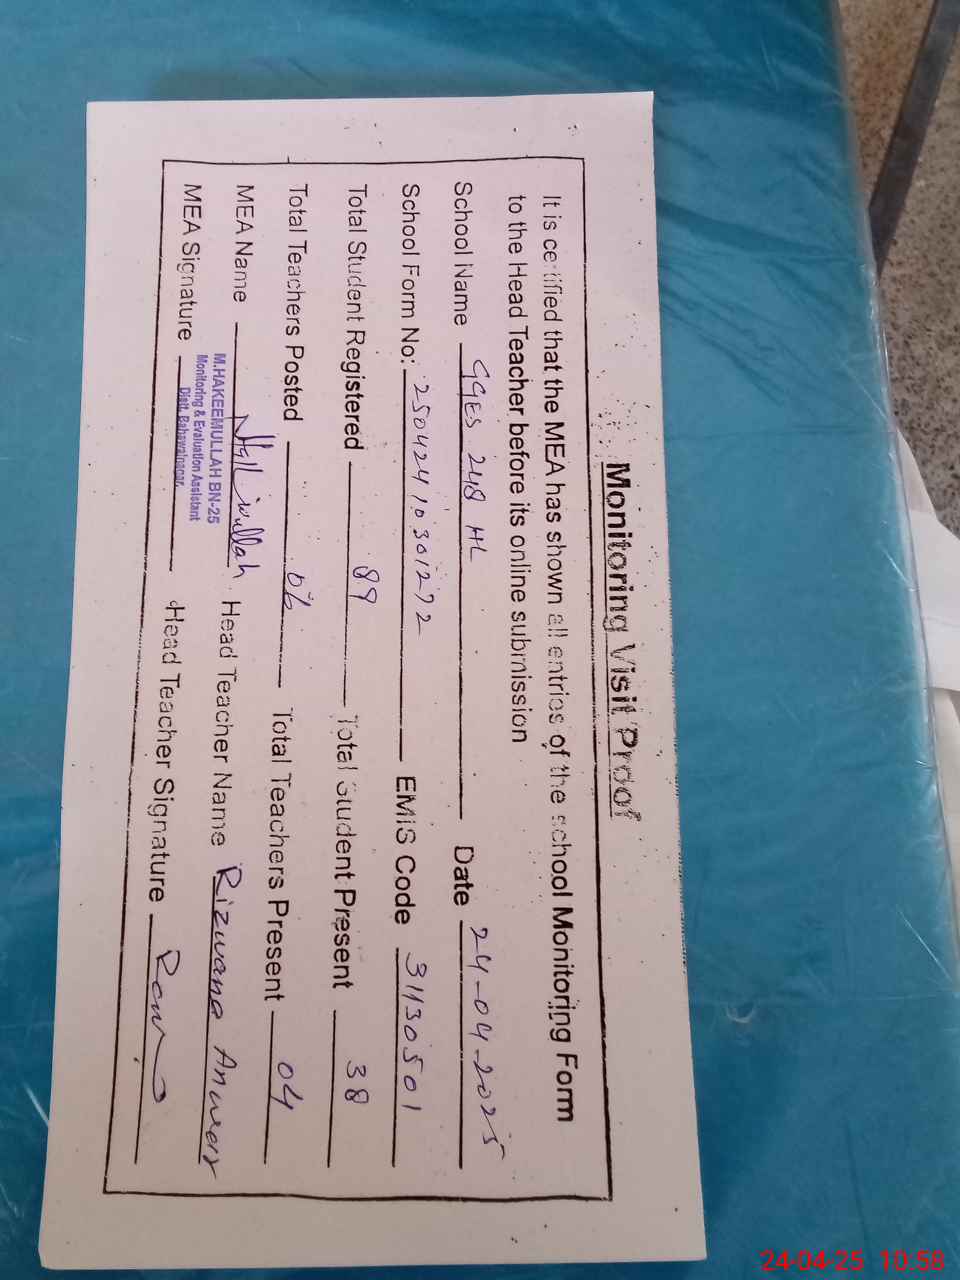 Monitoring Visit Proof
It is certified that the MEA has shown all entries of the school Monitoring Form
to the Head Teacher before its online submission
School Name GGES 248 HL Date 24-04-2025
School Form No: 25042410301272 EMIS Code 31130501
Total Student Registered 89 Total Student Present 38
Total Teachers Posted 06 Total Teachers Present 04
MEA Name Head Teacher Name Rizwana Anwar
M.HAKEEMULLAH BN-25
Monitoring & Evaluation Assistant
Distt. Bahawalnagar.
MEA Signature Head Teacher Signature
24-04-25 10:58